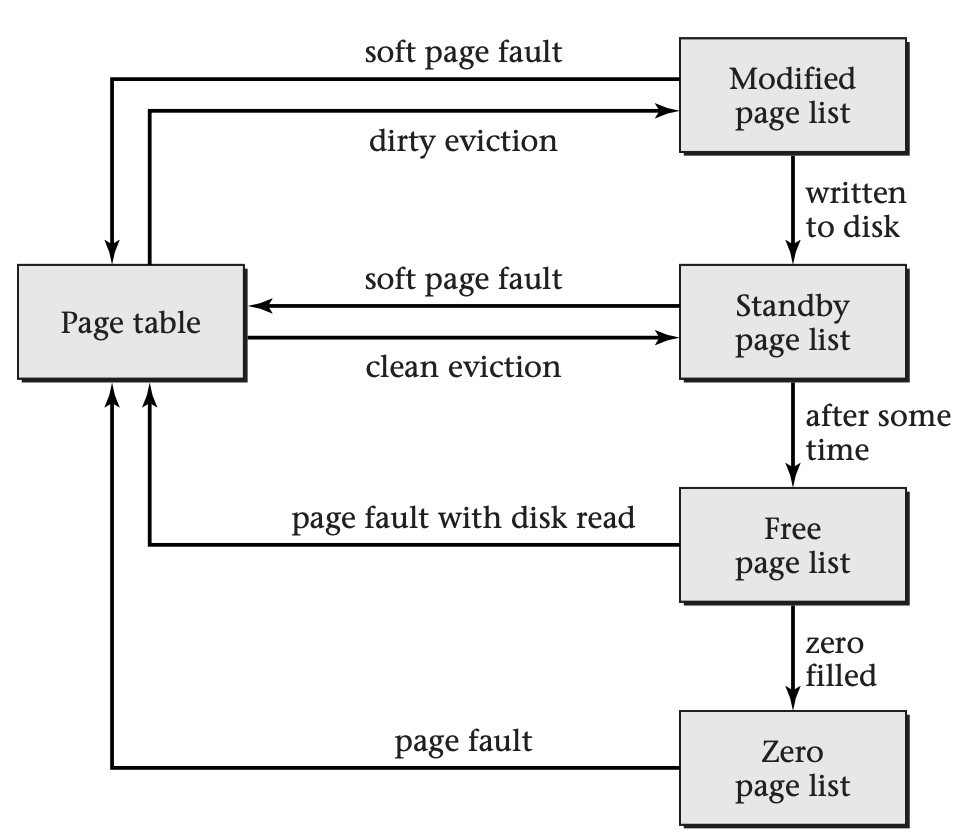 soft page fault
Modified
page list
dirty eviction
written
to disk
Page table
soft page fault
Standby
page list
clean eviction
after some
time
page fault with disk read
Free
page list
zero
filled
page fault
Zero
page list